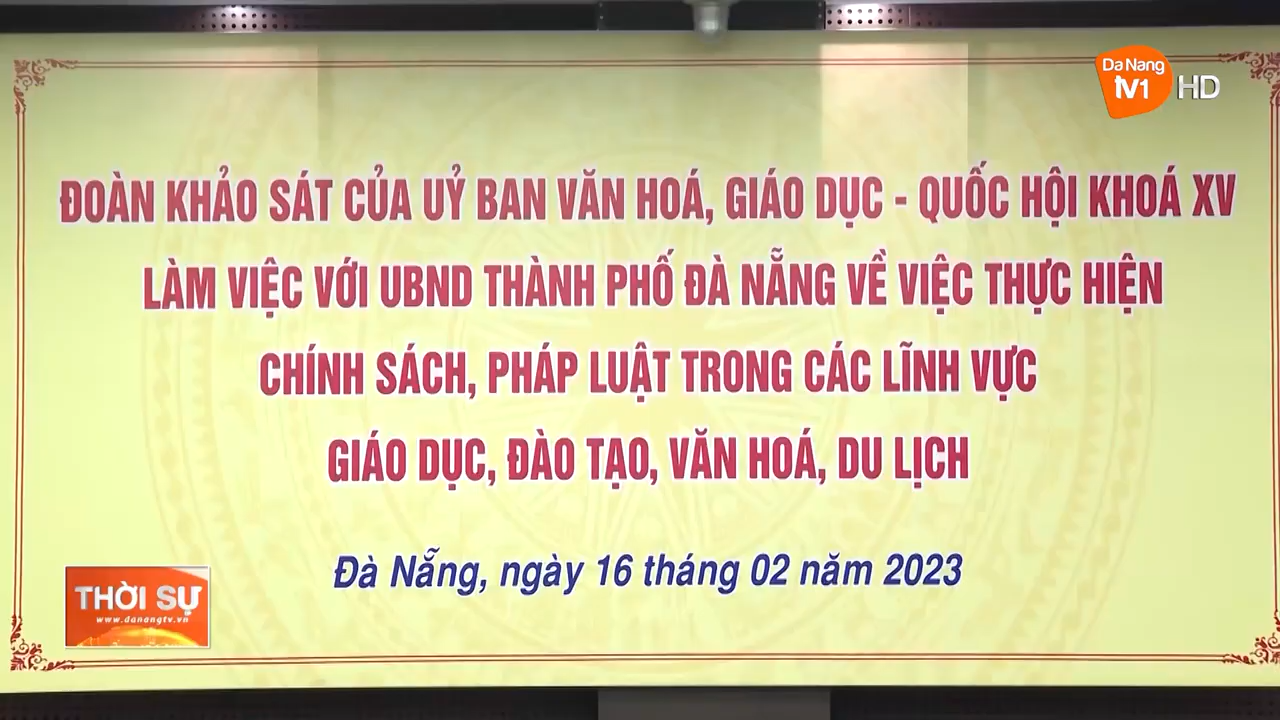 Da Nang
TV1 HD
ĐOÀN KHẢO SÁT CỦA UỶ BAN VĂN HOÁ, GIÁO DỤC - QUỐC HỘI KHOÁ XV
LÀM VIỆC VỚI UBND THÀNH PHỐ ĐÀ NẴNG VỀ VIỆC THỰC HIỆN
CHÍNH SÁCH, PHÁP LUẬT TRONG CÁC LĨNH VỰC
GIÁO DỤC, ĐÀO TẠO, VĂN HOÁ, DU LỊCH
Đà Nẵng, ngày 16 tháng 02 năm 2023
THỜI SỰ
www.danangtv.vn